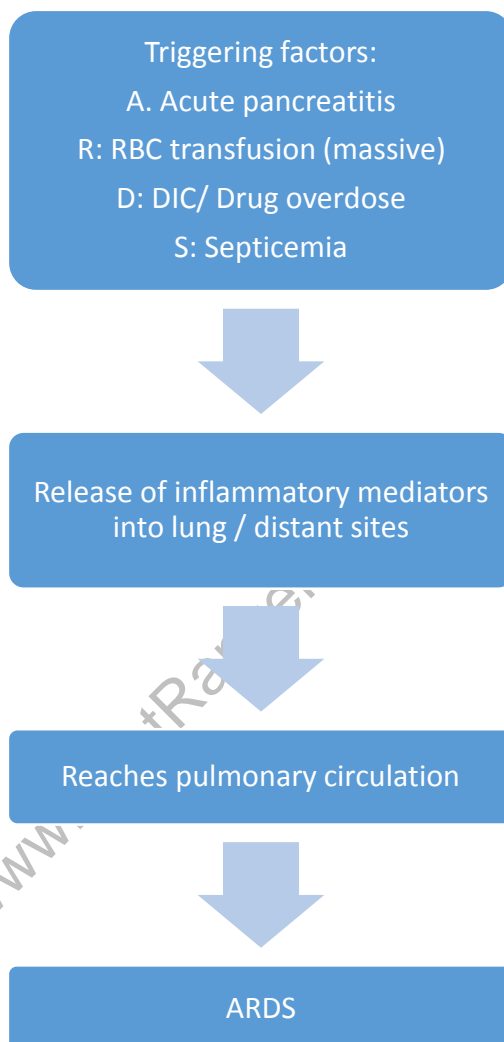 Triggering factors:
A. Acute pancreatitis
R: RBC transfusion (massive)
D: DIC/ Drug overdose
S: Septicemia
Release of inflammatory mediators
into lung / distant sites
Reaches pulmonary circulation
ARDS